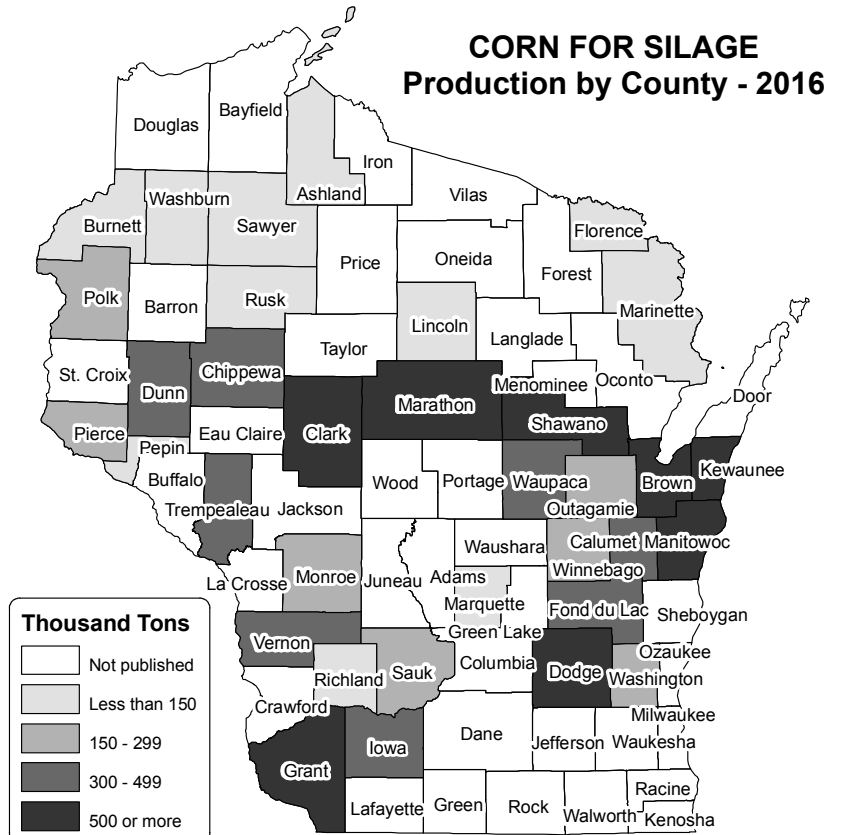 CORN FOR SILAGE
Production by County - 2016
Douglas
Bayfield
Iron
Ashland
Vilas
Washburn
Burnett
Sawyer
Florence
Price
Oneida
Forest
Polk
Barron
Rusk
Marinette
Lincoln
Langlade
Taylor
St. Croix
Chippewa
Dunn
Menominee
Oconto
Door
Marathon
Shawano
Pierce
Pepin
Eau Claire
Clark
Buffalo
Wood
Portage
Waupaca
Brown
Kewaunee
Trempealeau
Jackson
Outagamie
Waushara
Calumet
Manitowoc
Winnebago
La Crosse
Monroe
Juneau
Adams
Marquette
Fond du Lac
Sheboygan
Green Lake
Vernon
Richland
Sauk
Columbia
Dodge
Ozaukee
Washington
Crawford
Milwaukee
Iowa
Dane
Jefferson
Waukesha
Grant
Lafayette
Green
Rock
Walworth
Racine
Kenosha
Thousand Tons
Not published
Less than 150
150 - 299
300 - 499
500 or more